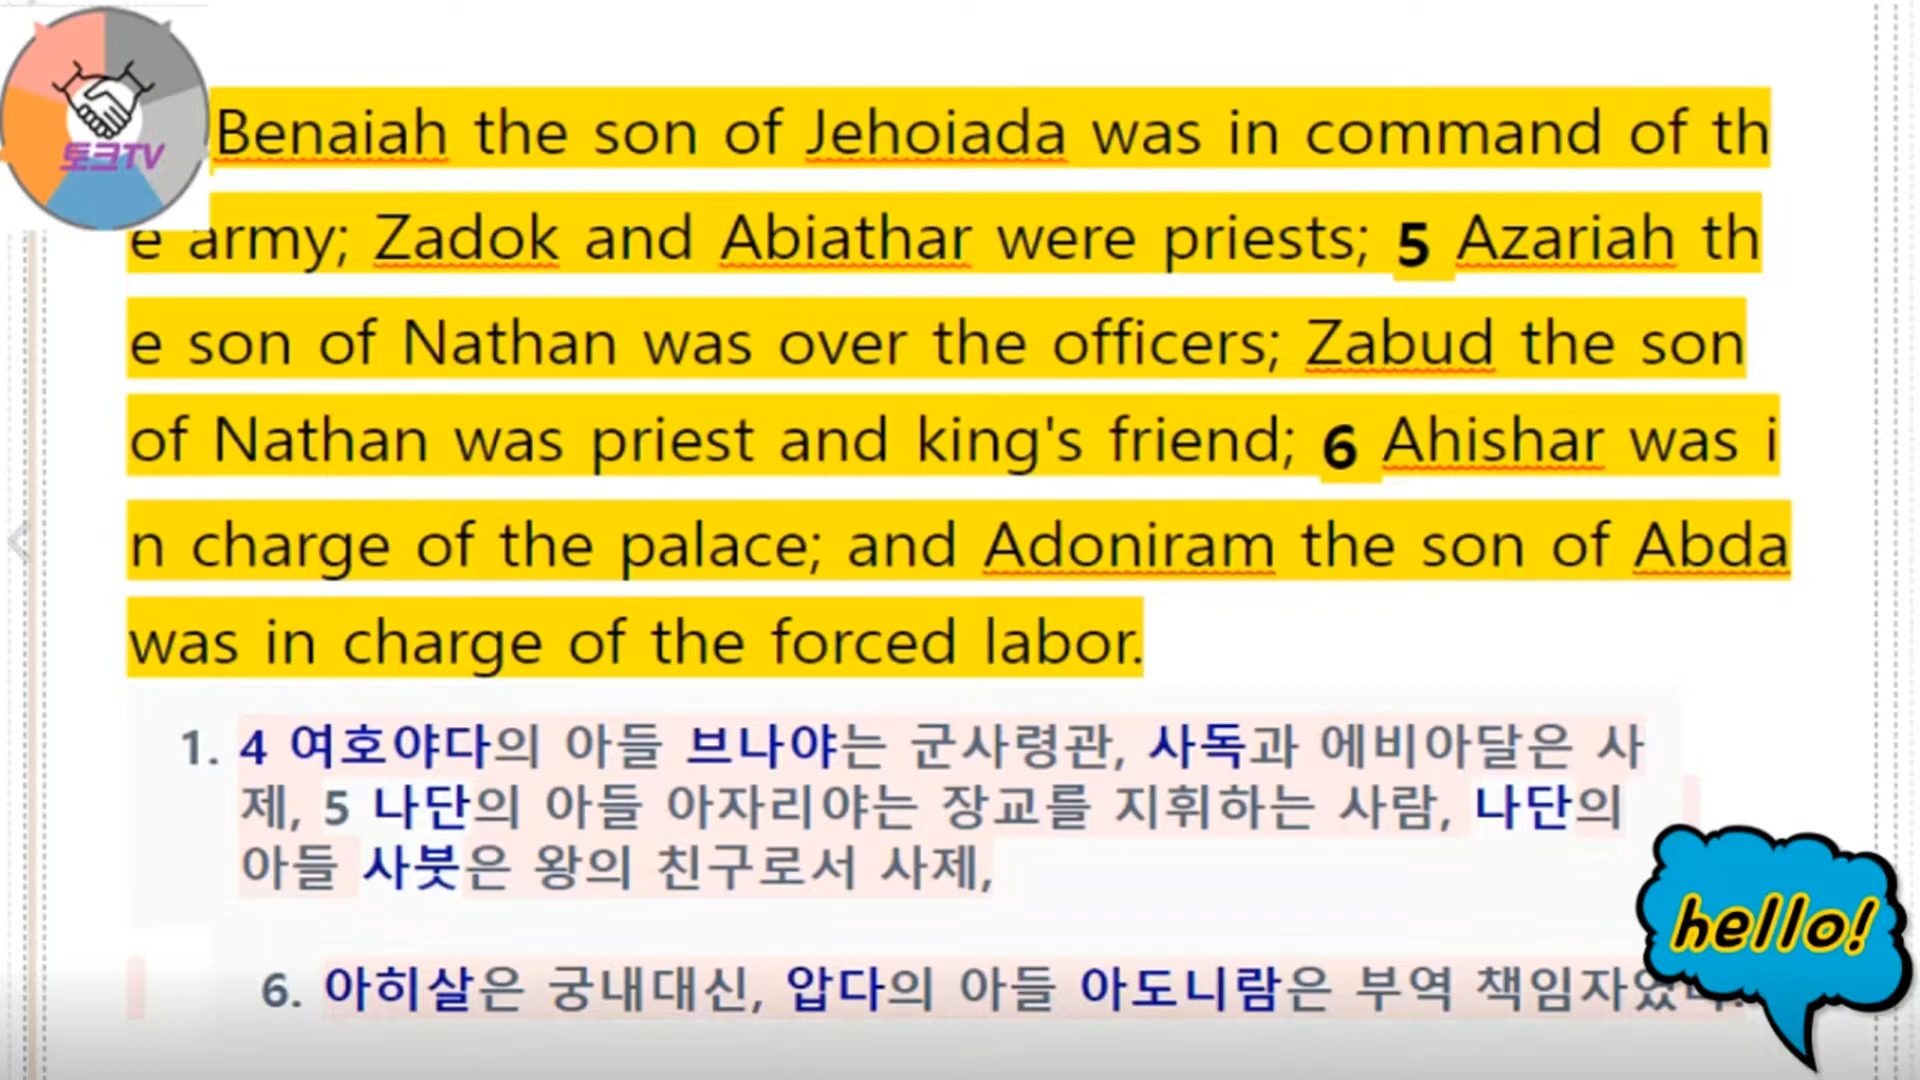 토크TV
Benaiah the son of Jehoiada was in command of th
e army; Zadok and Abiathar were priests; 5 Azariah th
e son of Nathan was over the officers; Zabud the son
of Nathan was priest and king's friend; 6 Ahishar was i
n charge of the palace; and Adoniram the son of Abda
was in charge of the forced labor.
1. 4 여호야다의 아들 브나야는 군사령관, 사독과 에비아달은 사
제, 5 나단의 아들 아자리야는 장교를 지휘하는 사람, 나단의
아들 사붓은 왕의 친구로서 사제,
6. 아히살은 궁내대신, 압다의 아들 아도니람은 부역 책임자였다.
hello!